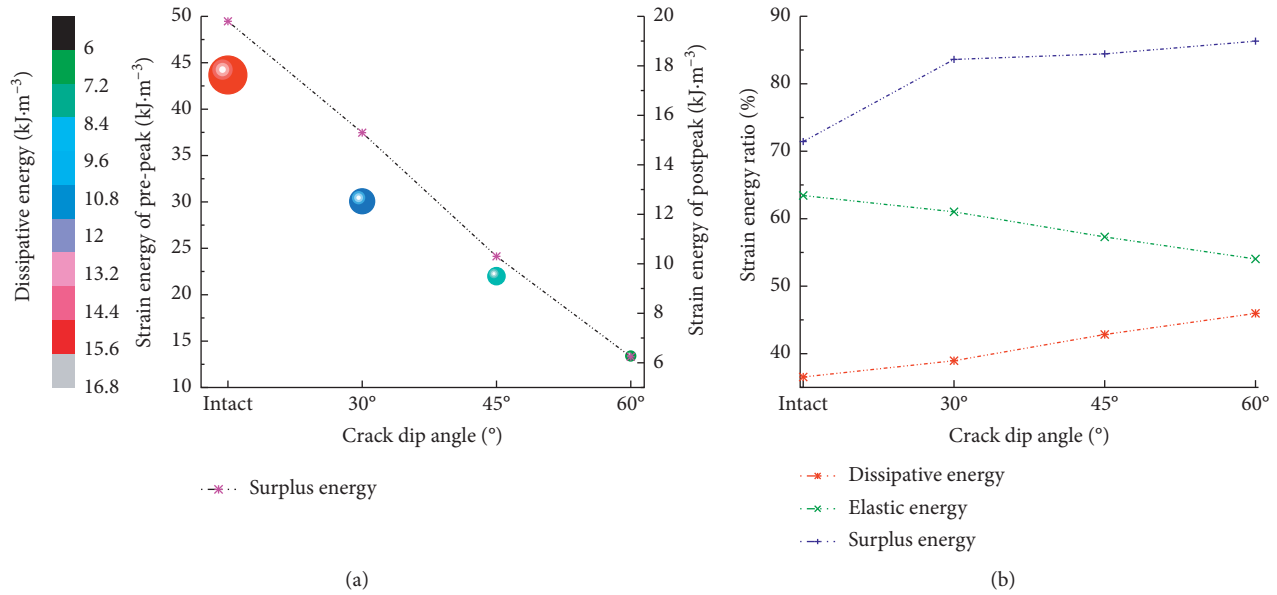 Dissipative energy (kJ·m−3)
6
7.2
8.4
9.6
10.8
12
13.2
14.4
15.6
16.8
Strain energy of pre-peak (kJ·m−3)
50
45
40
35
30
25
20
15
10
Strain energy of postpeak (kJ·m−3)
20
18
16
14
12
10
8
6
Intact 30° 45° 60°
Crack dip angle (°)
Surplus energy
(a)
Strain energy ratio (%)
90
80
70
60
50
40
Intact 30° 45° 60°
Crack dip angle (°)
Dissipative energy
Elastic energy
Surplus energy
(b)